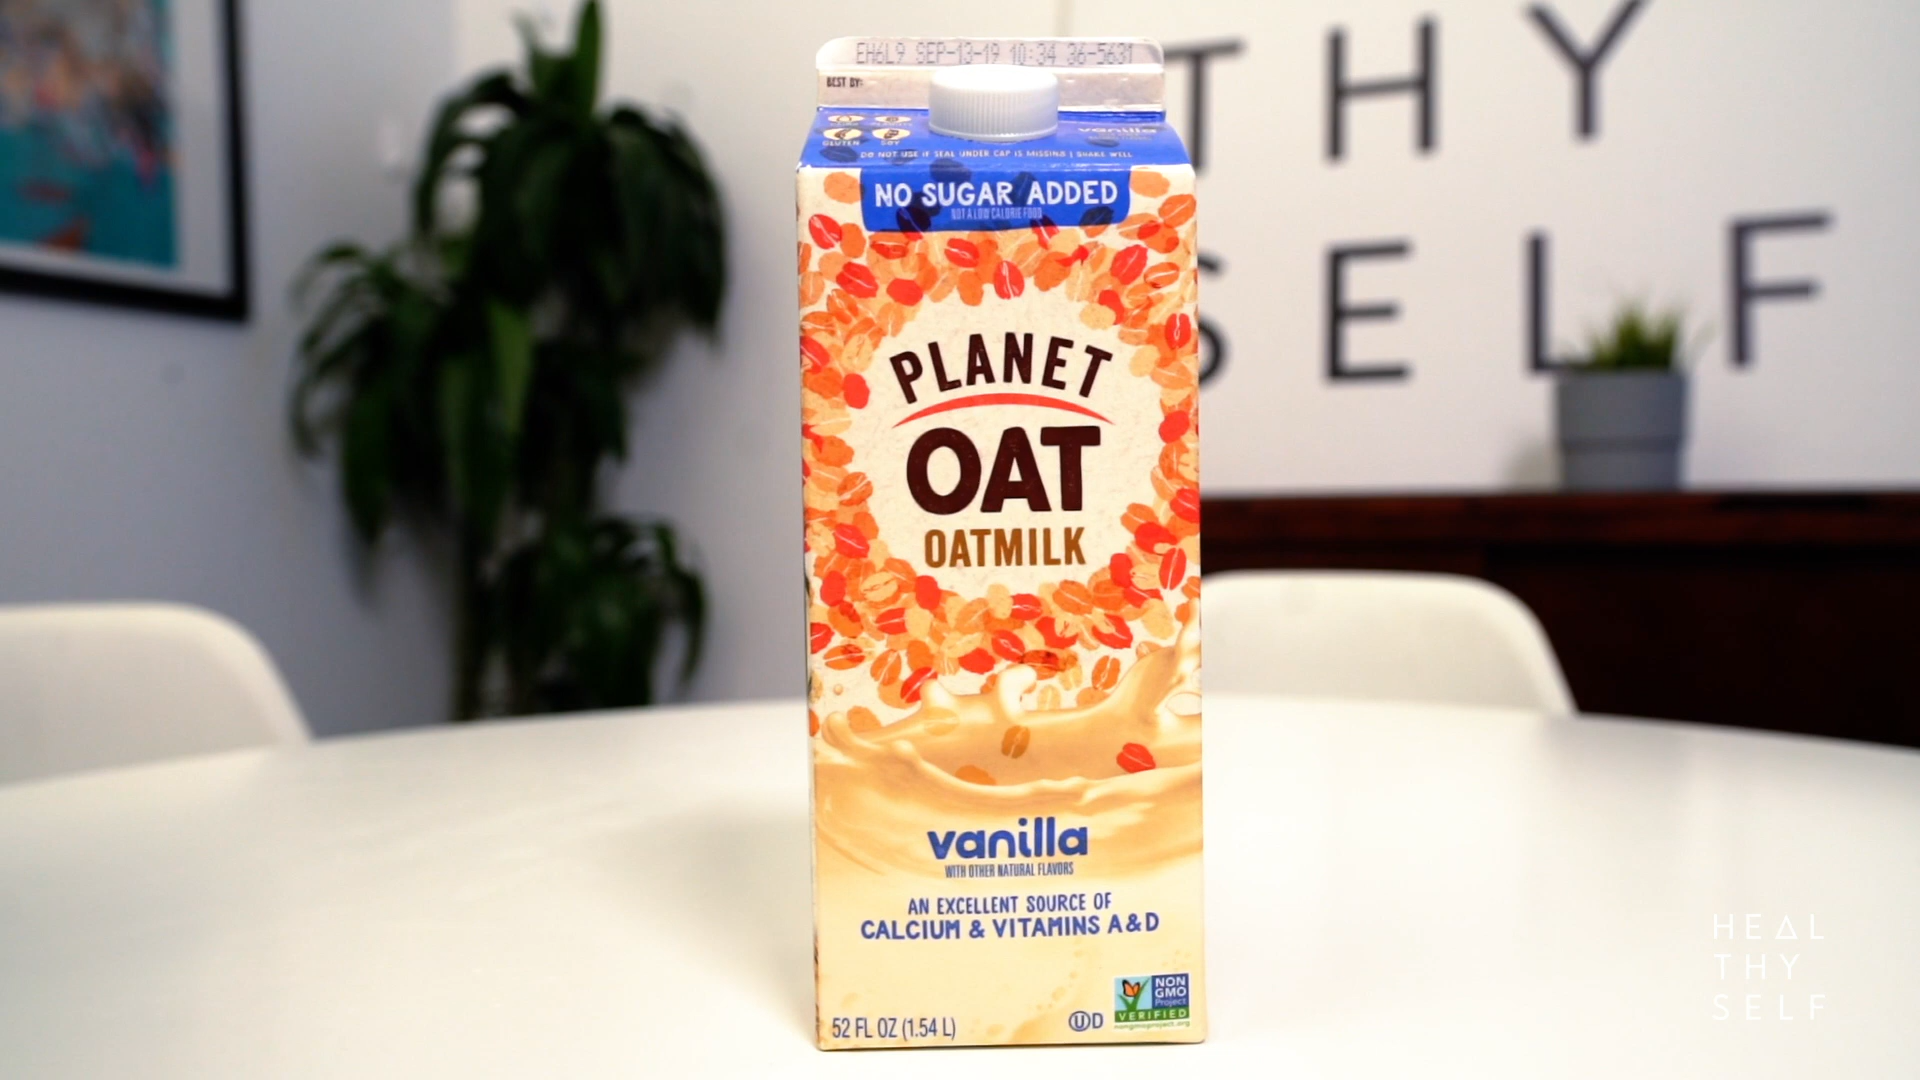 EH6L9 SEP-13-19 10:34 36-5631
BEST BY:
GLUTEN SOY
vanilla
DO NOT USE IF SEAL UNDER CAP IS MISSING | SHAKE WELL
NO SUGAR ADDED
NOT A LOW CALORIE FOOD
PLANET
OAT
OATMILK
vanilla
WITH OTHER NATURAL FLAVORS
AN EXCELLENT SOURCE OF
CALCIUM & VITAMINS A & D
52 FL OZ (1.54 L)
U D
NON
GMO
Project
VERIFIED
nongmoproject.org
THY
SELF
HEAL
THY
SELF